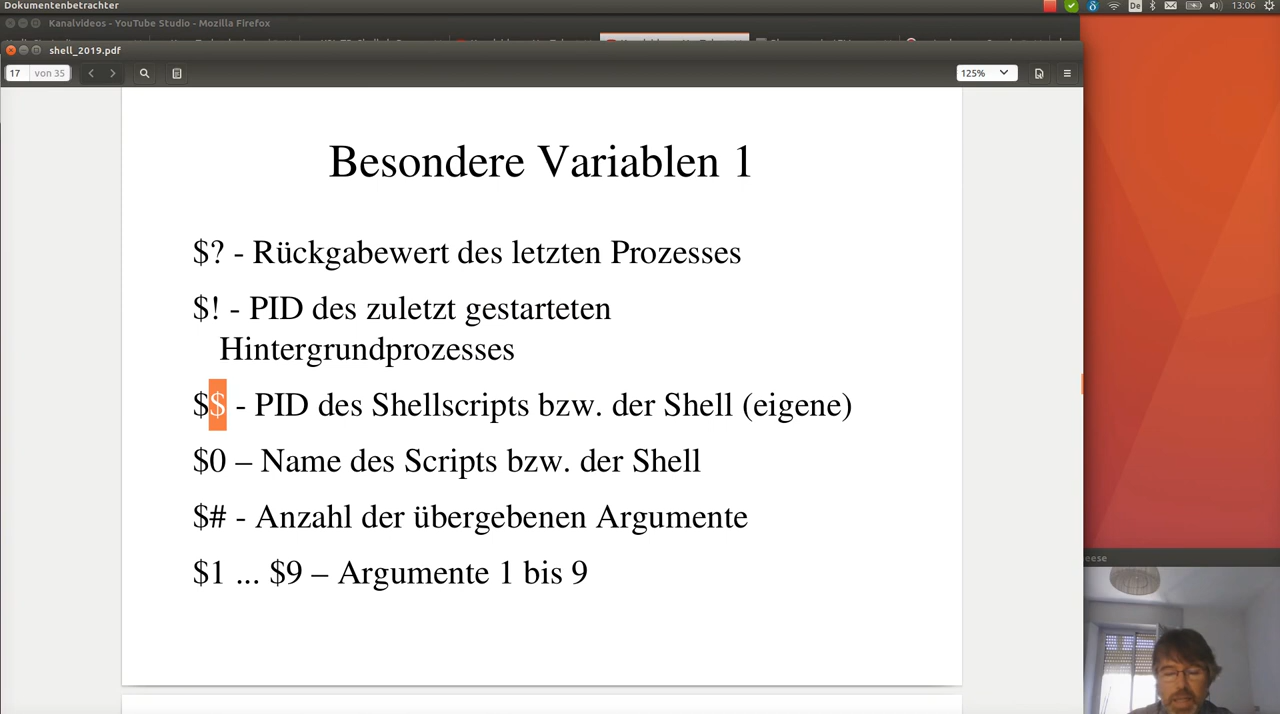 Dokumentenbetrachter
De
13:06
Kanalvideos - YouTube Studio - Mozilla Firefox
shell_2019.pdf
17 von 35
125%
Besondere Variablen 1
$? - Rückgabewert des letzten Prozesses
$! - PID des zuletzt gestarteten
Hintergrundprozesses
$$ - PID des Shellscripts bzw. der Shell (eigene)
$0 – Name des Scripts bzw. der Shell
$# - Anzahl der übergebenen Argumente
$1 ... $9 – Argumente 1 bis 9
eese